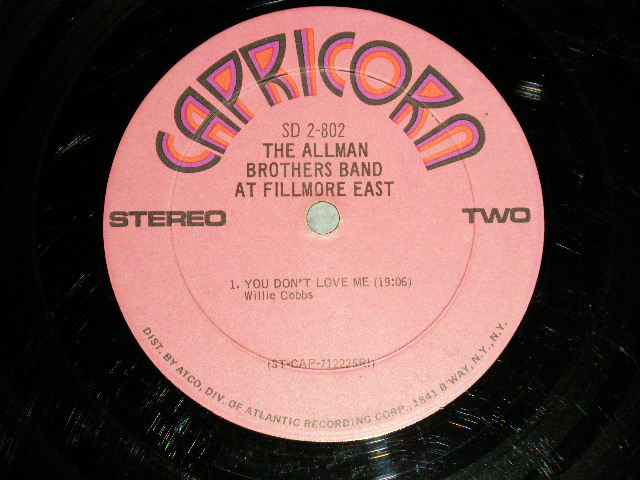 CAPRICORN
SD 2-802
THE ALLMAN
BROTHERS BAND
AT FILLMORE EAST
STEREO
TWO
1. YOU DON'T LOVE ME (19:06)
Willie Cobbs
(ST-CAP-712225RI)
DIST. BY ATCO, DIV. OF ATLANTIC RECORDING CORP., 1841 B'WAY, N.Y., N.Y.